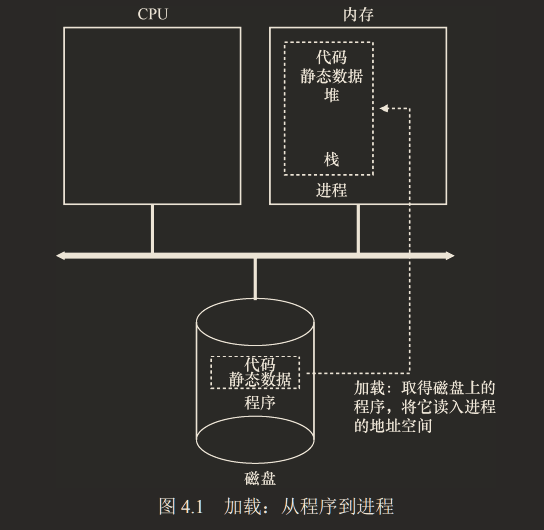 CPU
内存
代码
静态数据
堆
栈
进程
代码
静态数据
程序
加载：取得磁盘上的
程序，将它读入进程
的地址空间
磁盘
图 4.1 加载：从程序到进程